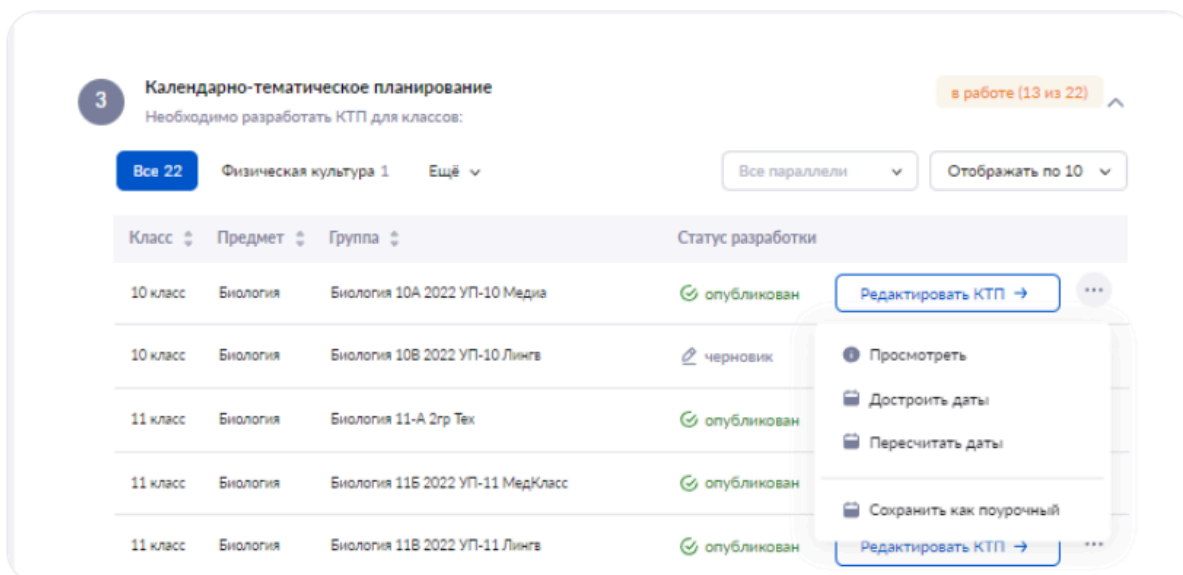 3
Календарно-тематическое планирование
в работе (13 из 22)
Необходимо разработать КТП для классов:
Все 22
Физическая культура 1
Ещё
Все параллели
Отображать по 10
Класс
Предмет
Группа
Статус разработки
10 класс Биология Биология 10А 2022 УП-10 Медиа опубликован Редактировать КТП → ...
10 класс Биология Биология 10В 2022 УП-10 Лингв черновик
11 класс Биология Биология 11-А 2гр Тех опубликован
11 класс Биология Биология 11Б 2022 УП-11 МедКласс опубликован
11 класс Биология Биология 11В 2022 УП-11 Лингв опубликован Редактировать КТП → ...
Просмотреть
Достроить даты
Пересчитать даты
Сохранить как поурочный